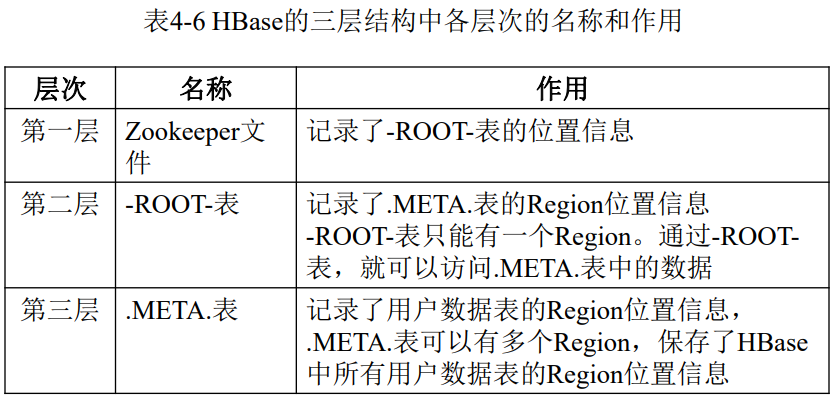 表4-6 HBase的三层结构中各层次的名称和作用
层次 名称 作用
第一层 Zookeeper文件 记录了-ROOT-表的位置信息
第二层 -ROOT-表 记录了.META.表的Region位置信息
-ROOT-表只能有一个Region。通过-ROOT-
表，就可以访问.META.表中的数据
第三层 .META.表 记录了用户数据表的Region位置信息，
.META.表可以有多个Region，保存了HBase
中所有用户数据表的Region位置信息